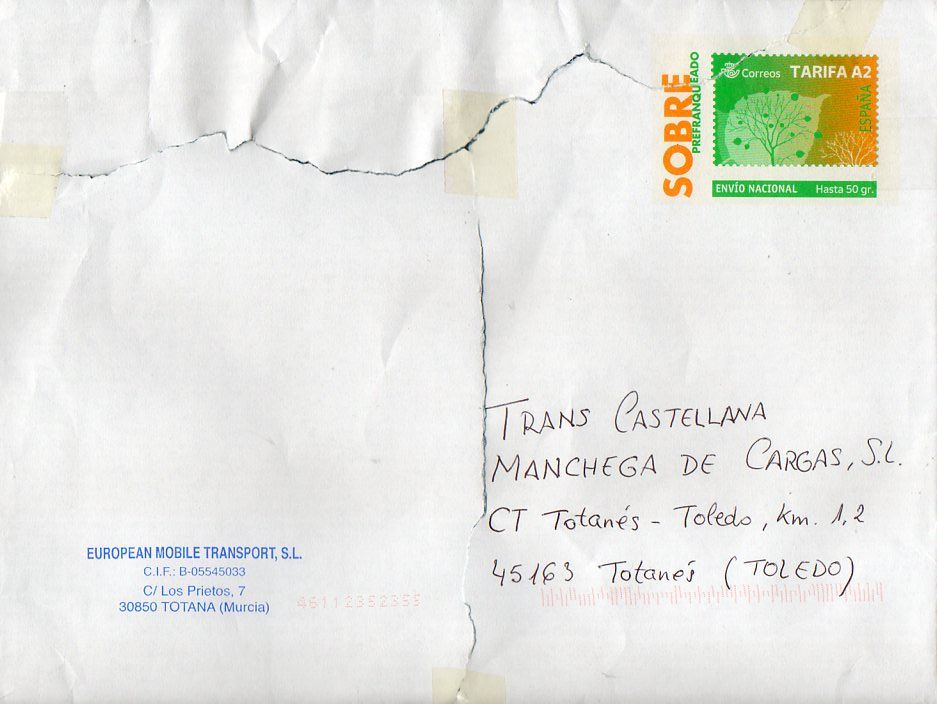 SOBRE
PREFRANQUEADO
Correos TARIFA A2
ESPAÑA
ENVÍO NACIONAL Hasta 50 gr.
TRANS CASTELLANA
MANCHEGA DE CARGAS, S.L.
CT Totanés - Toledo, km. 1,2
45163 Totanés (TOLEDO)
EUROPEAN MOBILE TRANSPORT, S.L.
C.I.F.: B-05545033
C/ Los Prietos, 7
30850 TOTANA (Murcia)
46112352355